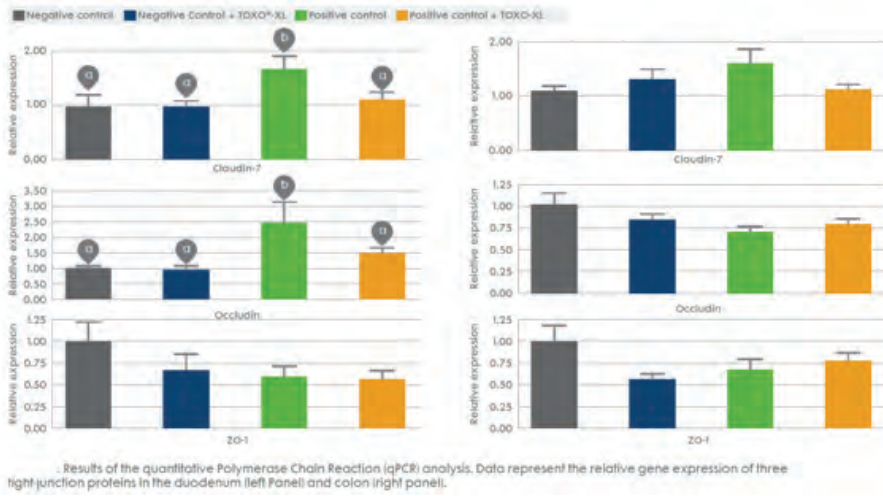 Negative control Negative Control + TOXO®-XL Positive control Positive control + TOXO-XL
Relative expression
2.00
1.00
0.00
a
a
b
a
Claudin-7
Relative expression
2.00
1.00
0.00
Claudin-7
Relative expression
3.50
3.00
2.50
2.00
1.50
1.00
0.50
0.00
a
a
b
a
Occludin
Relative expression
1.25
1.00
0.75
0.50
0.25
0.00
Occludin
Relative expression
1.25
1.00
0.75
0.50
0.25
0.00
ZO-1
Relative expression
1.25
1.00
0.75
0.50
0.25
0.00
ZO-1
. Results of the quantitative Polymerase Chain Reaction (qPCR) analysis. Data represent the relative gene expression of three
tight-junction proteins in the duodenum (left Panel) and colon (right panel).